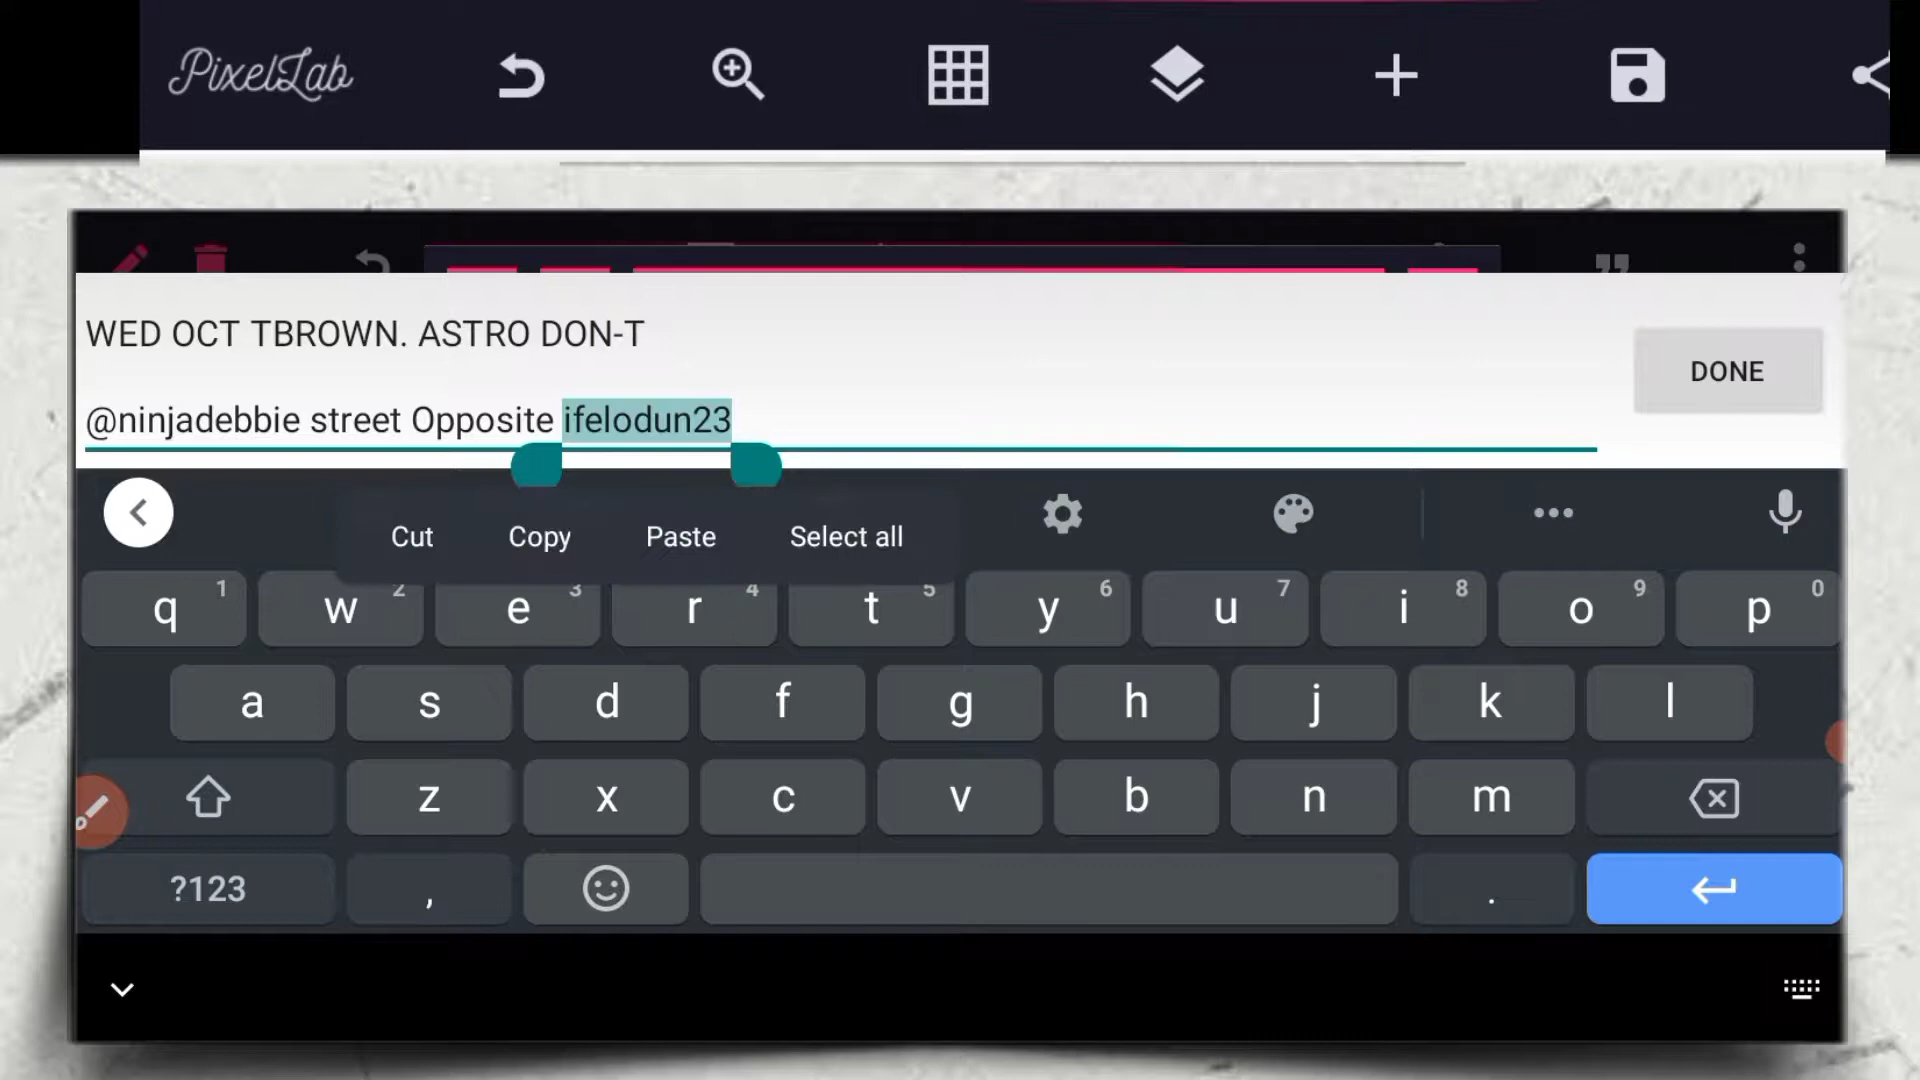 PixelLab
WED OCT TBROWN. ASTRO DON-T
DONE
@ninjadebbie street Opposite ifelodun23
Cut Copy Paste Select all
q 1 w 2 e 3 r 4 t 5 y 6 u 7 i 8 o 9 p 0
a s d f g h j k l
z x c v b n m
?123 , .